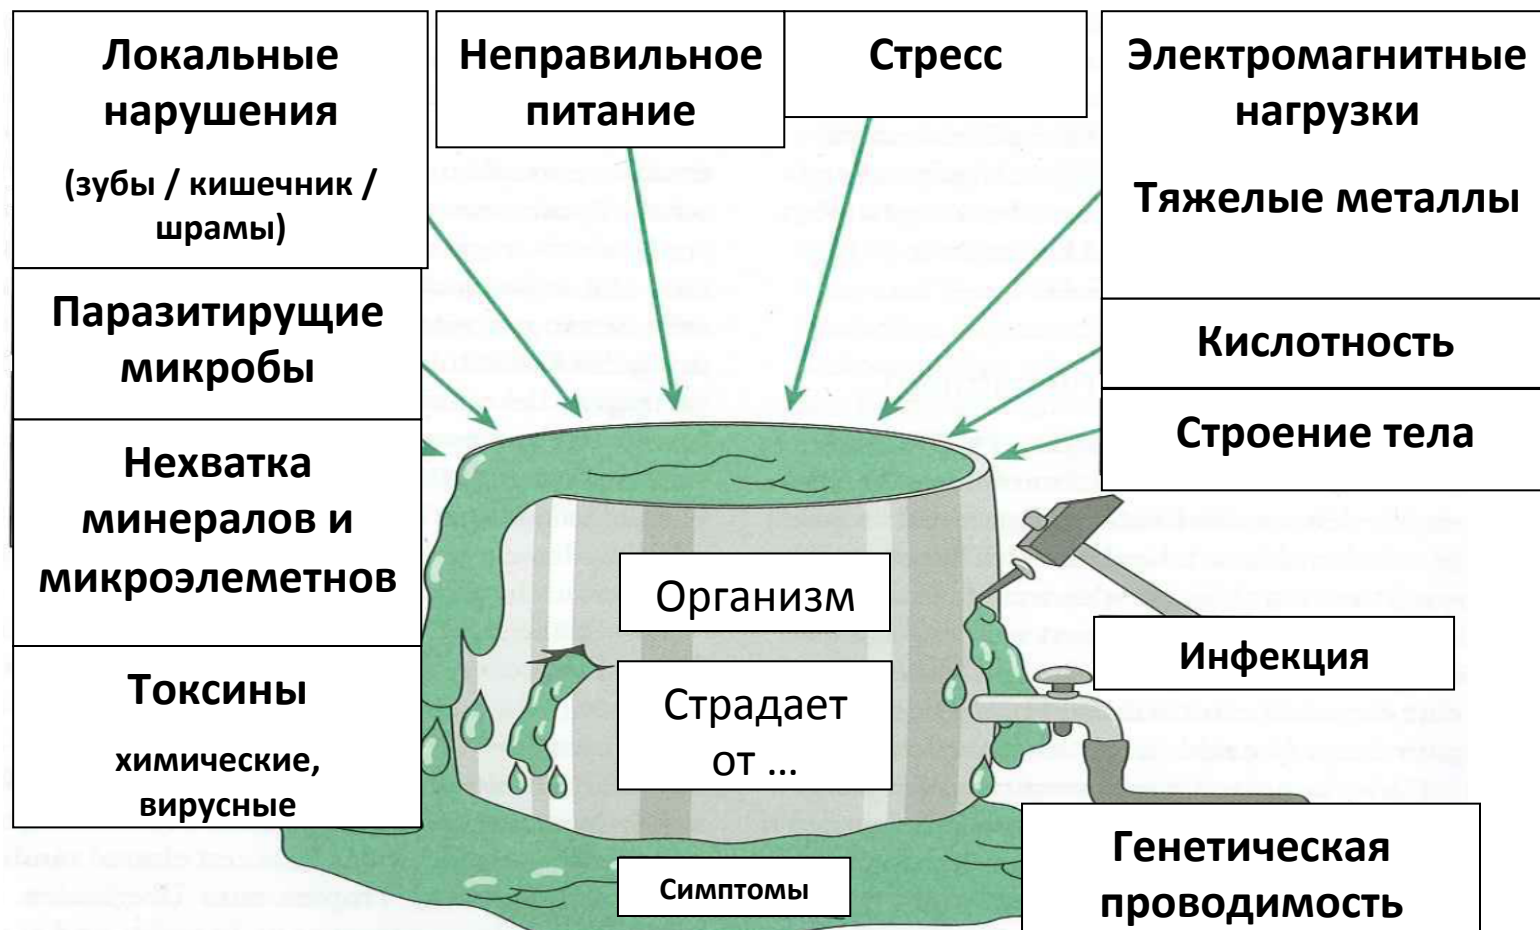 Локальные
нарушения
(зубы / кишечник /
шрамы)
Неправильное
питание
Стресс
Электромагнитные
нагрузки
Тяжелые металлы
Паразитирущие
микробы
Кислотность
Нехватка
минералов и
микроэлеметнов
Строение тела
Организм
Инфекция
Токсины
химические,
вирусные
Страдает
от ...
Симптомы
Генетическая
проводимость